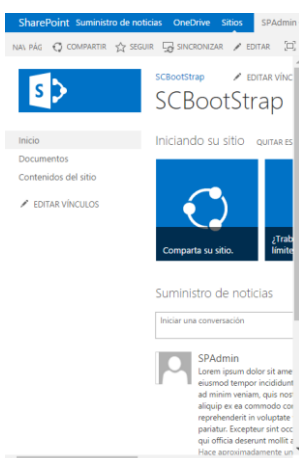 SharePoint Suministro de noticias OneDrive Sitios SPAdmin
NAL PÁG COMPARTIR SEGUIR SINCRONIZAR EDITAR
SCBootStrap EDITAR VÍNC
SCBootStrap
Inicio
Documentos
Contenidos del sitio
EDITAR VÍNCULOS
Iniciando su sitio QUITAR ES
Comparta su sitio.
¿Trab
límite
Suministro de noticias
Iniciar una conversación
SPAdmin
Lorem ipsum dolor sit ame
eiusmod tempor incididunt
ad minim veniam, quis nos
aliquip ex ea commodo co
reprehenderit in voluptate
pariatur. Excepteur sint occ
qui officia deserunt mollit a
Hace aproximadamente un